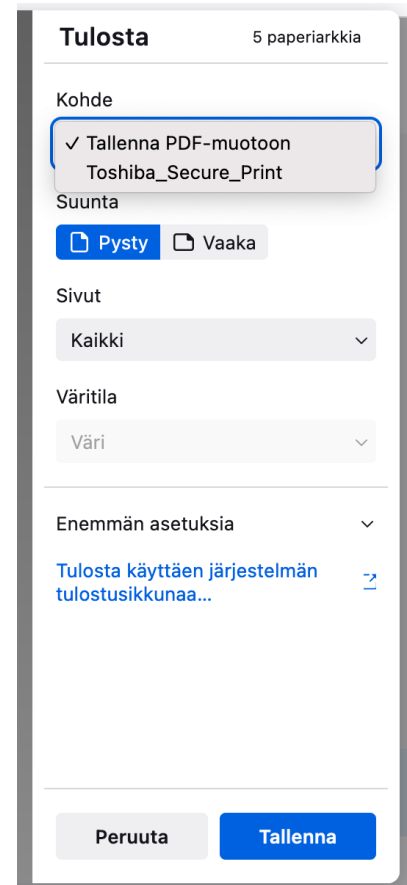 Tulosta
5 paperiarkkia
Kohde
✓ Tallenna PDF-muotoon
Toshiba_Secure_Print
Suunta
Pysty
Vaaka
Sivut
Kaikki
Väritila
Väri
Enemmän asetuksia
Tulosta käyttäen järjestelmän
tulostusikkunaa...
Peruuta
Tallenna